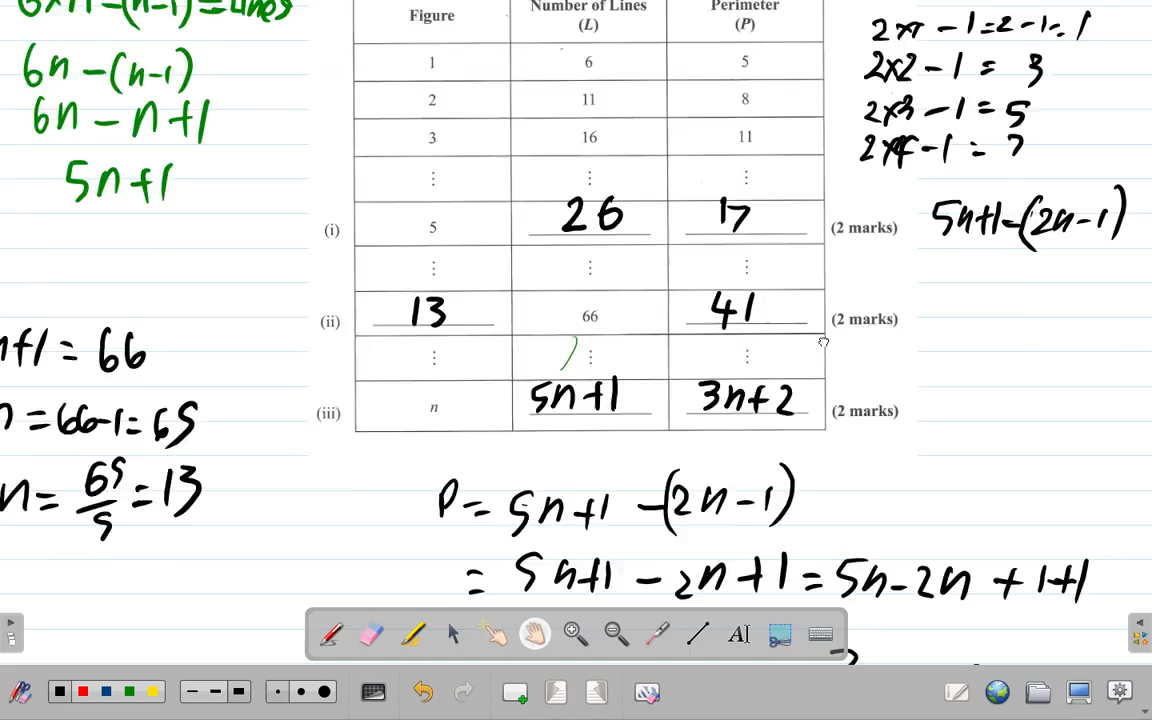 6n - (n-1)
6n - n+1
5n+1
Figure
Number of Lines
(L)
Perimeter
(P)
1 6 5
2 11 8
3 16 11
⋮ ⋮ ⋮
(i) 5 26 17 (2 marks)
⋮ ⋮ ⋮
(ii) 13 66 41 (2 marks)
⋮ ⋮ ⋮
(iii) n 5n+1 3n+2 (2 marks)
- 1 = 2 - 1 = 1
2×2 - 1 = 3
2×3 - 1 = 5
2×4 - 1 = 7
5n+1-(2n-1)
n+1 = 66
n = 66-1 = 65
n = 65/5 = 13
P = 5n+1 -(2n-1)
= 5n+1 - 2n+1 = 5n-2n + 1+1